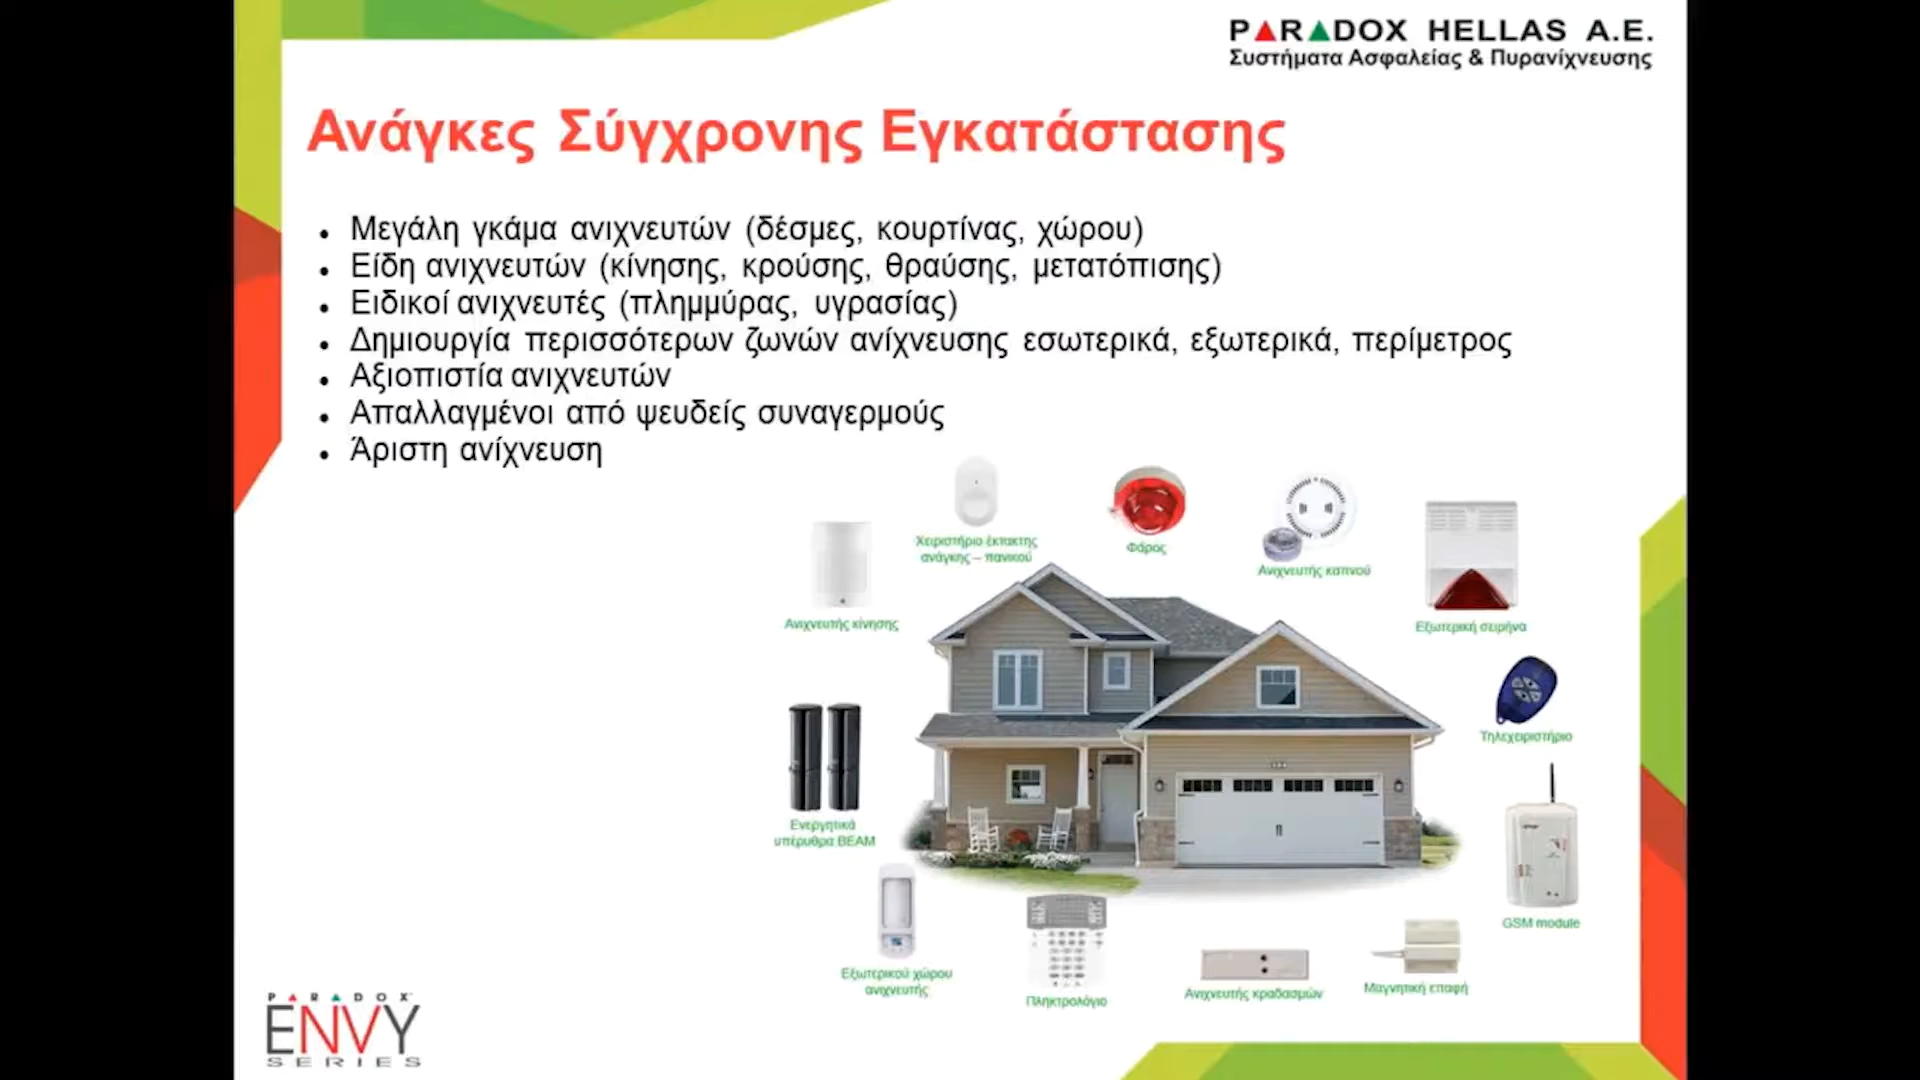 PARADOX HELLAS A.E.
Συστήματα Ασφαλείας & Πυρανίχνευσης
Ανάγκες Σύγχρονης Εγκατάστασης
• Μεγάλη γκάμα ανιχνευτών (δέσμες, κουρτίνας, χώρου)
• Είδη ανιχνευτών (κίνησης, κρούσης, θραύσης, μετατόπισης)
• Ειδικοί ανιχνευτές (πλημμύρας, υγρασίας)
• Δημιουργία περισσότερων ζωνών ανίχνευσης εσωτερικά, εξωτερικά, περίμετρος
• Αξιοπιστία ανιχνευτών
• Απαλλαγμένοι από ψευδείς συναγερμούς
• Άριστη ανίχνευση
Χειριστήριο έκτακτης
ανάγκης – πανικού
Φάρος
Ανιχνευτής καπνού
Ανιχνευτής κίνησης
Εξωτερική σειρήνα
Τηλεχειριστήριο
Ενεργητικά
υπέρυθρα BEAM
GSM module
Εξωτερικού χώρου
ανιχνευτής
Πληκτρολόγιο
Ανιχνευτής κραδασμών
Μαγνητική επαφή
PARADOX
ENVY
SERIES